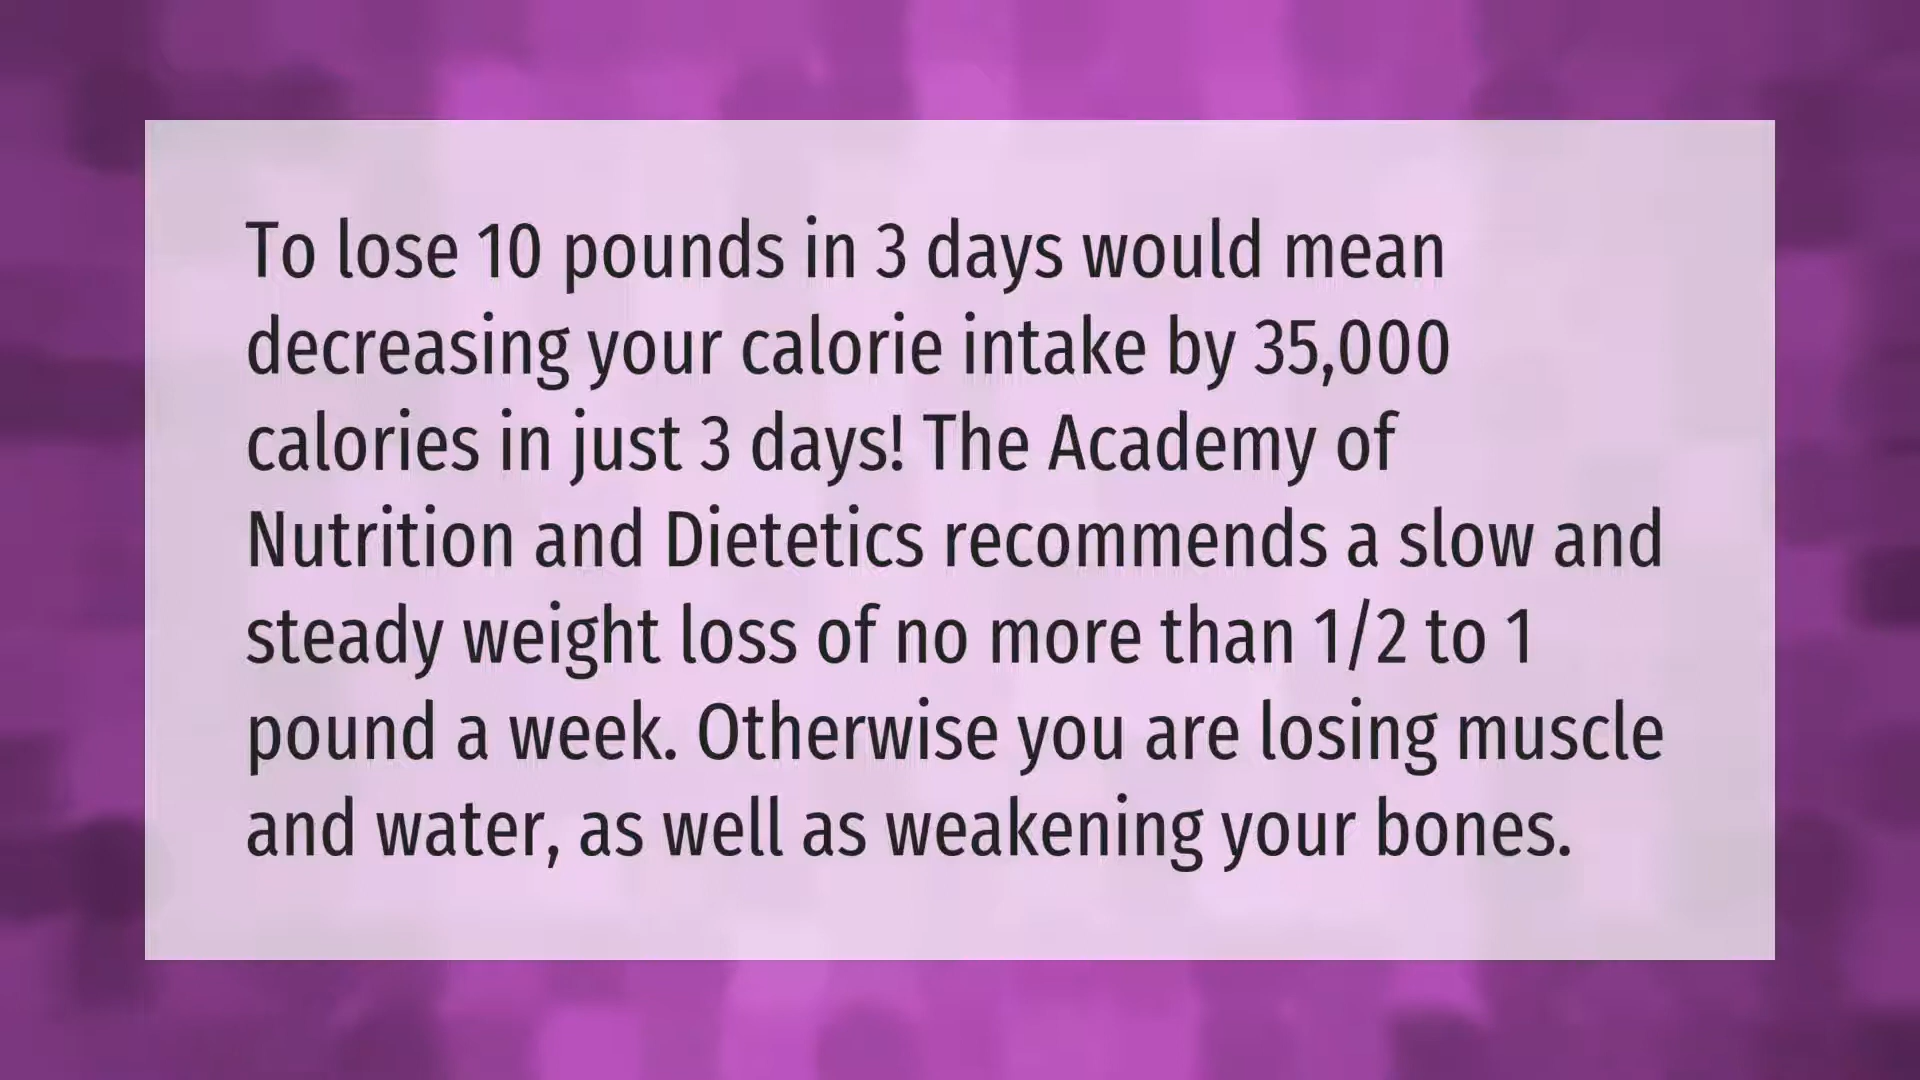 To lose 10 pounds in 3 days would mean
decreasing your calorie intake by 35,000
calories in just 3 days! The Academy of
Nutrition and Dietetics recommends a slow and
steady weight loss of no more than 1/2 to 1
pound a week. Otherwise you are losing muscle
and water, as well as weakening your bones.